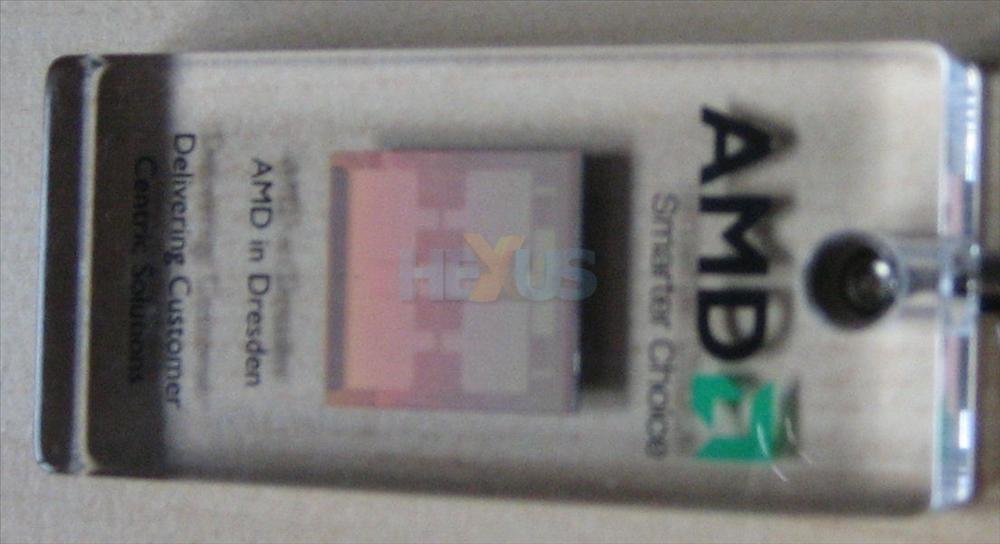 AMD
Smarter Choice
HEXUS
AMD in Dresden
Delivering Customer
Centric Solutions